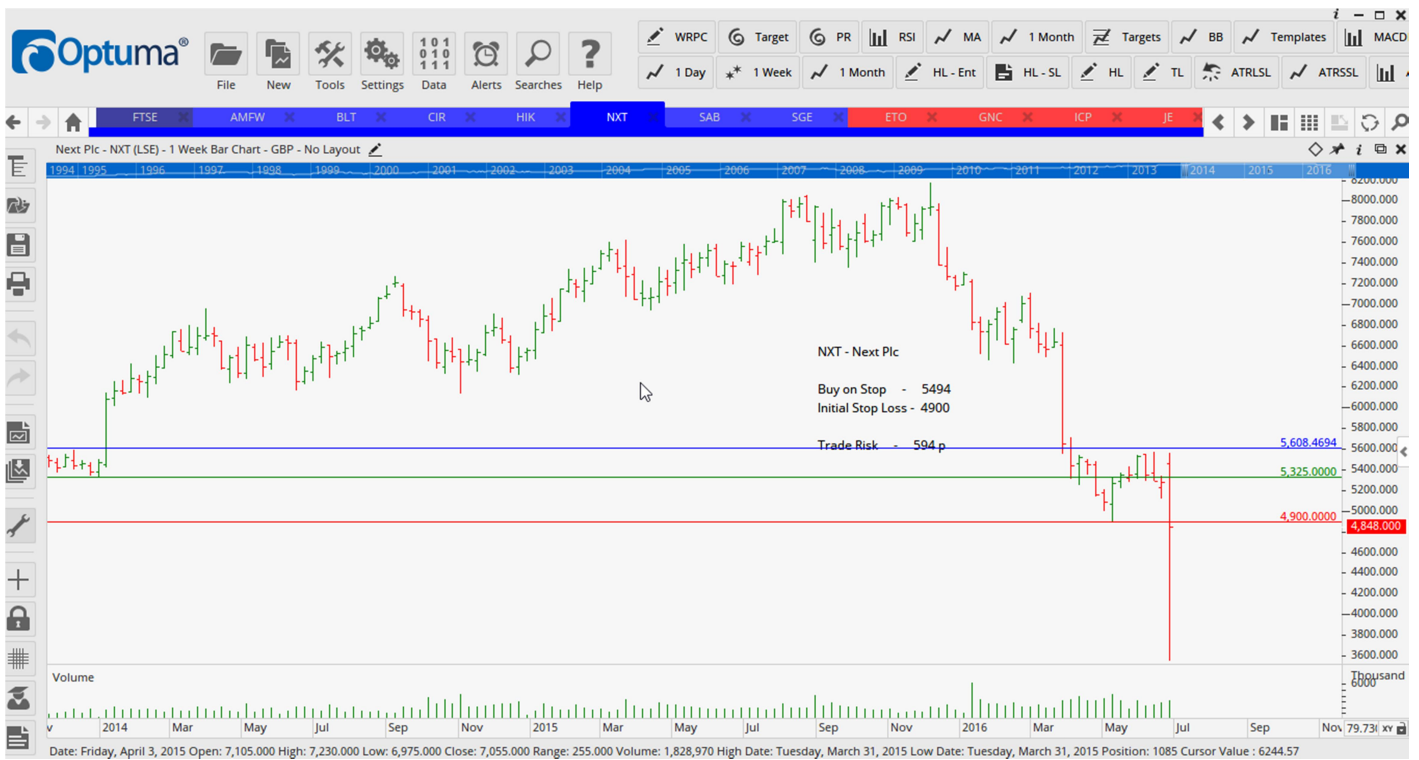 i
Optuma®
File New Tools Settings Data Alerts Searches Help
101
010
111
WRPC Target PR RSI MA 1 Month Targets BB Templates MACD
1 Day 1 Week 1 Month HL - Ent HL - SL HL TL ATRLSL ATRSSL
FTSE AMFW BLT CIR HIK NXT SAB SGE ETO GNC ICP JE
Next Plc - NXT (LSE) - 1 Week Bar Chart - GBP - No Layout
1994 1995 1996 1997 1998 1999 2000 2001 2002 2003 2004 2005 2006 2007 2008 2009 2010 2011 2012 2013 2014 2015 2016
8200.000
8000.000
7800.000
7600.000
7400.000
7200.000
7000.000
6800.000
6600.000
NXT - Next Plc
6400.000
6200.000
Buy on Stop - 5494
Initial Stop Loss - 4900
6000.000
5800.000
Trade Risk - 594 p
5,608.4694
5600.000
5,325.0000
5400.000
5200.000
4,900.0000
5000.000
4,848.000
4600.000
4400.000
4200.000
4000.000
3800.000
3600.000
Volume
Thousand
6000
v 2014 Mar May Jul Sep Nov 2015 Mar May Jul Sep Nov 2016 Mar May Jul Sep Nov 79.73( XY
Date: Friday, April 3, 2015 Open: 7,105.000 High: 7,230.000 Low: 6,975.000 Close: 7,055.000 Range: 255.000 Volume: 1,828,970 High Date: Tuesday, March 31, 2015 Low Date: Tuesday, March 31, 2015 Position: 1085 Cursor Value : 6244.57